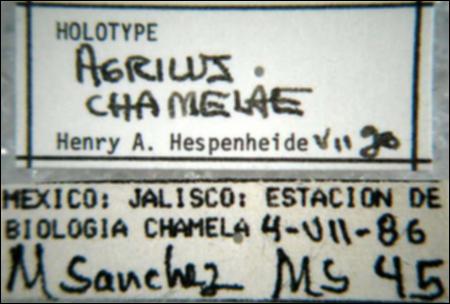 HOLOTYPE
AGRILUS
CHAMELAE
Henry A. Hespenheide VII 90
MEXICO: JALISCO: ESTACION DE
BIOLOGIA CHAMELA 4-VII-86
M Sanchez MS 45